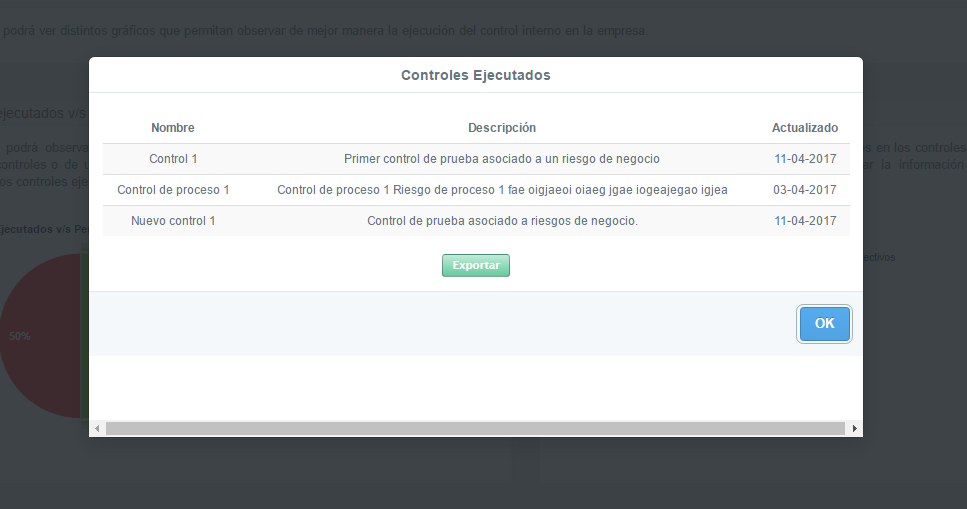 podrá ver distintos gráficos que permitan observar de mejor manera la ejecución del control interno en la empresa.
Controles Ejecutados
ejecutados v/s
Nombre Descripción Actualizado
podrá observa
es en los controles
Control 1 Primer control de prueba asociado a un riesgo de negocio 11-04-2017
controles o de u
ar la información
os controles eje
Control de proceso 1 Control de proceso 1 Riesgo de proceso 1 fae oigjaeoi oiaeg jgae iogeajegao igjea 03-04-2017
Nuevo control 1 Control de prueba asociado a riesgos de negocio. 11-04-2017
jecutados v/s Pe
ectivos
Exportar
OK
50%